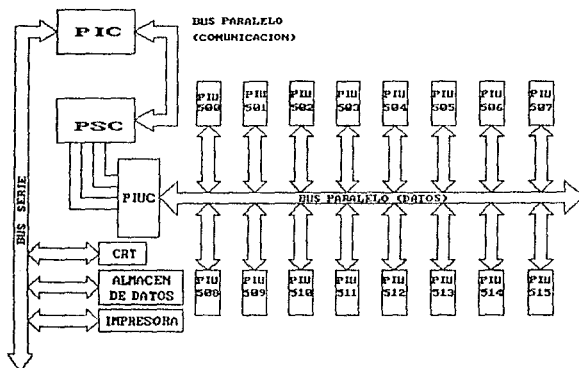 PIC
BUS PARALELO
(COMUNICACION)
PSC
PIU
500
PIU
501
PIU
502
PIU
503
PIU
504
PIU
505
PIU
506
PIU
507
PIUC
BUS PARALELO (DATOS)
BUS SERIE
CRT
ALMACEN
DE DATOS
IMPRESORA
PIU
508
PIU
509
PIU
510
PIU
511
PIU
512
PIU
513
PIU
514
PIU
515